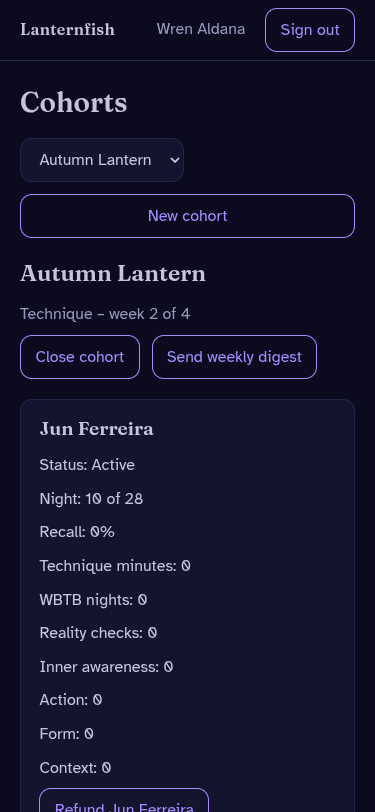 Lanternfish
Wren Aldana
Sign out
Cohorts
Autumn Lantern
New cohort
Autumn Lantern
Technique – week 2 of 4
Close cohort
Send weekly digest
Jun Ferreira
Status: Active
Night: 10 of 28
Recall: 0%
Technique minutes: 0
WBTB nights: 0
Reality checks: 0
Inner awareness: 0
Action: 0
Form: 0
Context: 0
Refund Jun Ferreira